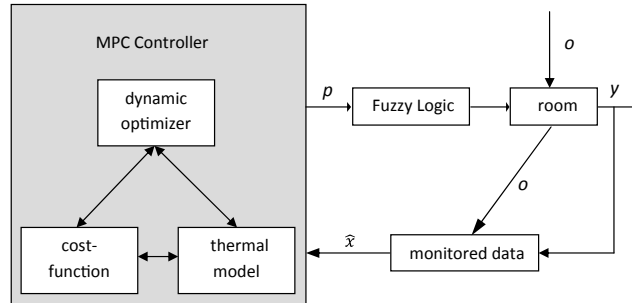 MPC Controller
dynamic
optimizer
cost-
function
thermal
model
p
Fuzzy Logic
o
room
y
o
x̂
monitored data